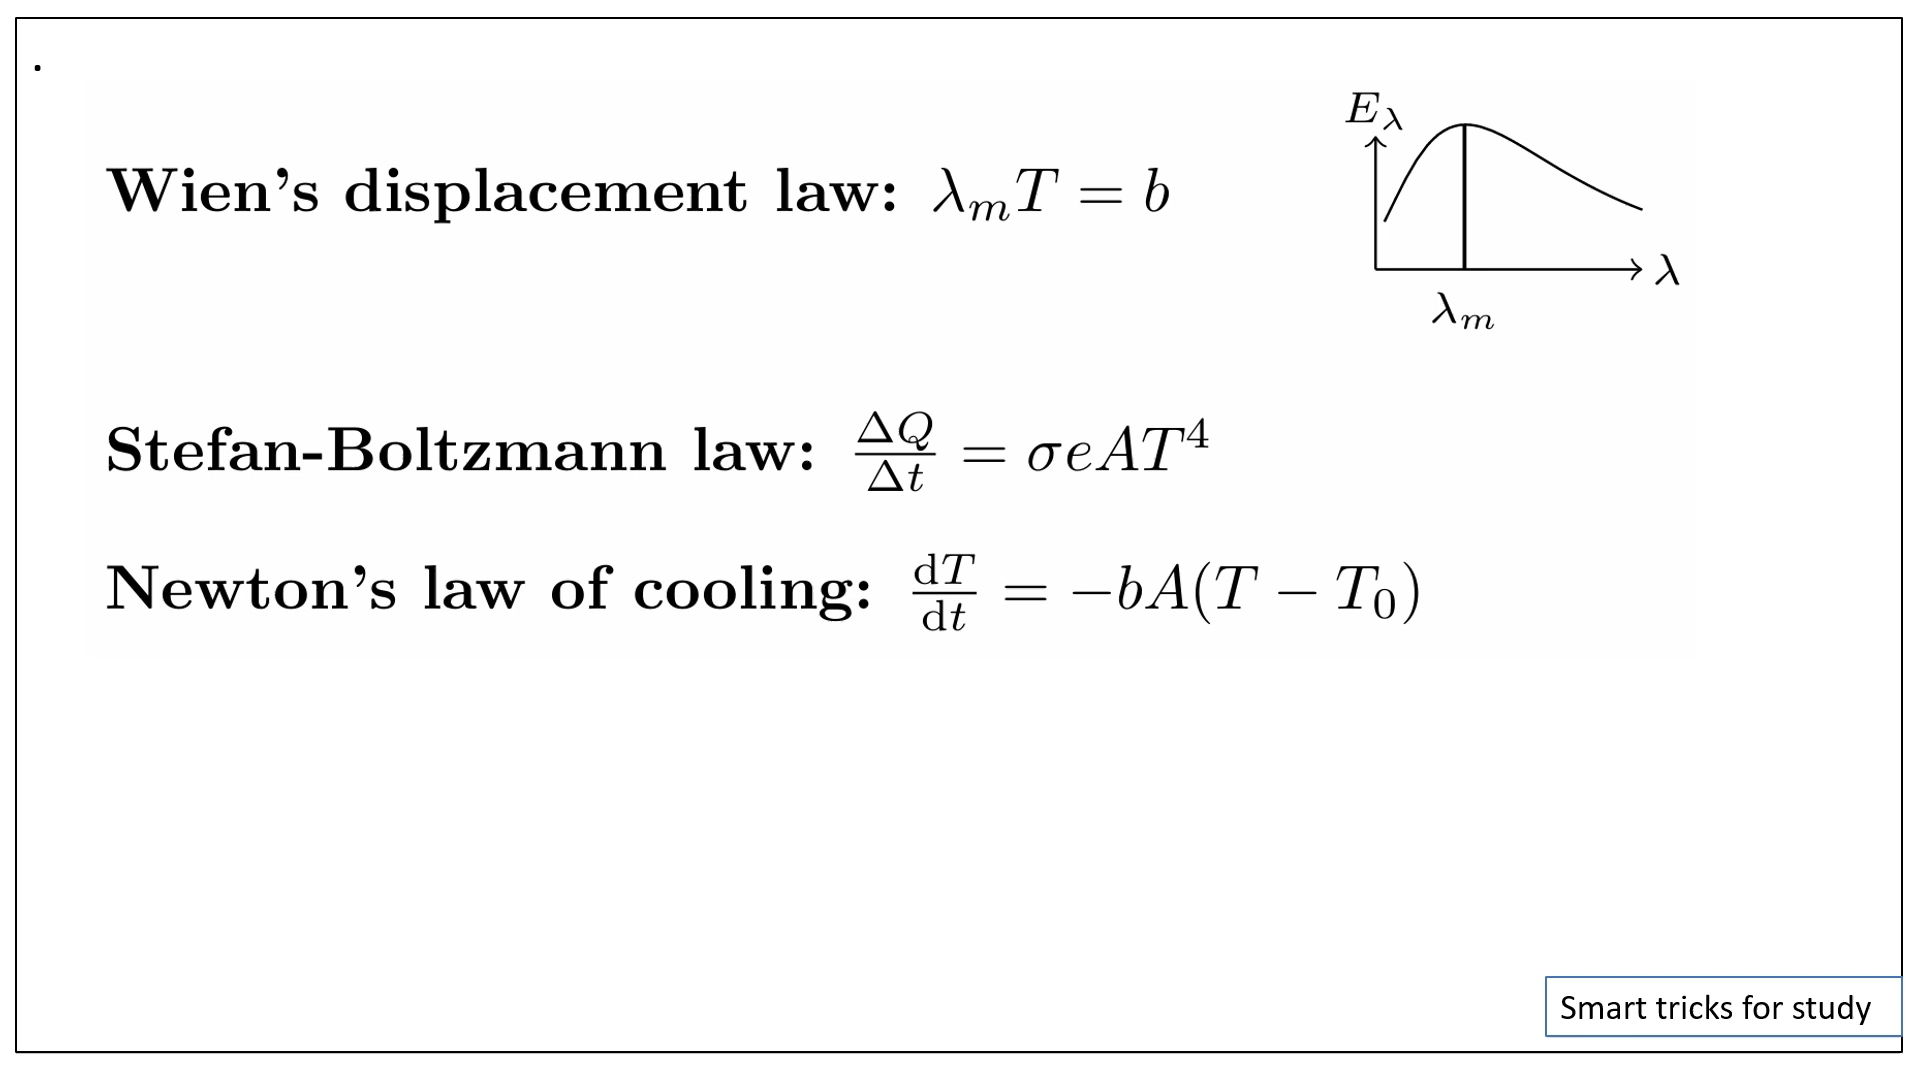 .
E_λ
Wien's displacement law: λ_m T = b
λ
λ_m
Stefan-Boltzmann law: ΔQ/Δt = σeAT⁴
Newton's law of cooling: dT/dt = −bA(T − T₀)
Smart tricks for study